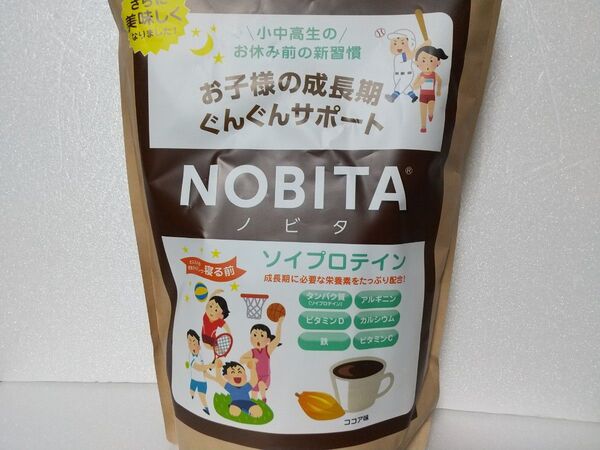 さらに
美味しく
なりました!
小中高生の
お休み前の新習慣
お子様の成長期
ぐんぐんサポート
NOBITA®
ノビタ
寝る前
ソイプロテイン
成長期に必要な栄養素をたっぷり配合!
タンパク質
(ソイプロテイン)
アルギニン
ビタミンD
カルシウム
鉄
ビタミンC
ココア味